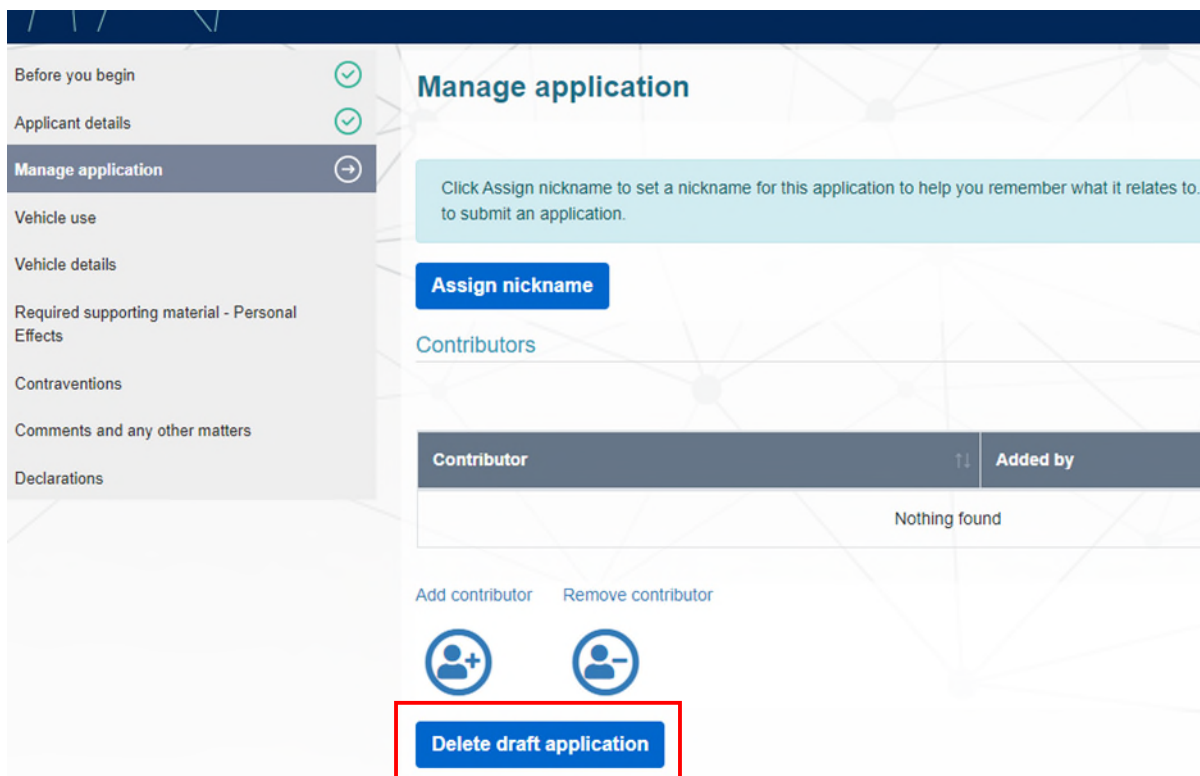 Before you begin
Applicant details
Manage application
Vehicle use
Vehicle details
Required supporting material - Personal
Effects
Contraventions
Comments and any other matters
Declarations
Manage application
Click Assign nickname to set a nickname for this application to help you remember what it relates to.
to submit an application.
Assign nickname
Contributors
Contributor Added by
Nothing found
Add contributor Remove contributor
Delete draft application